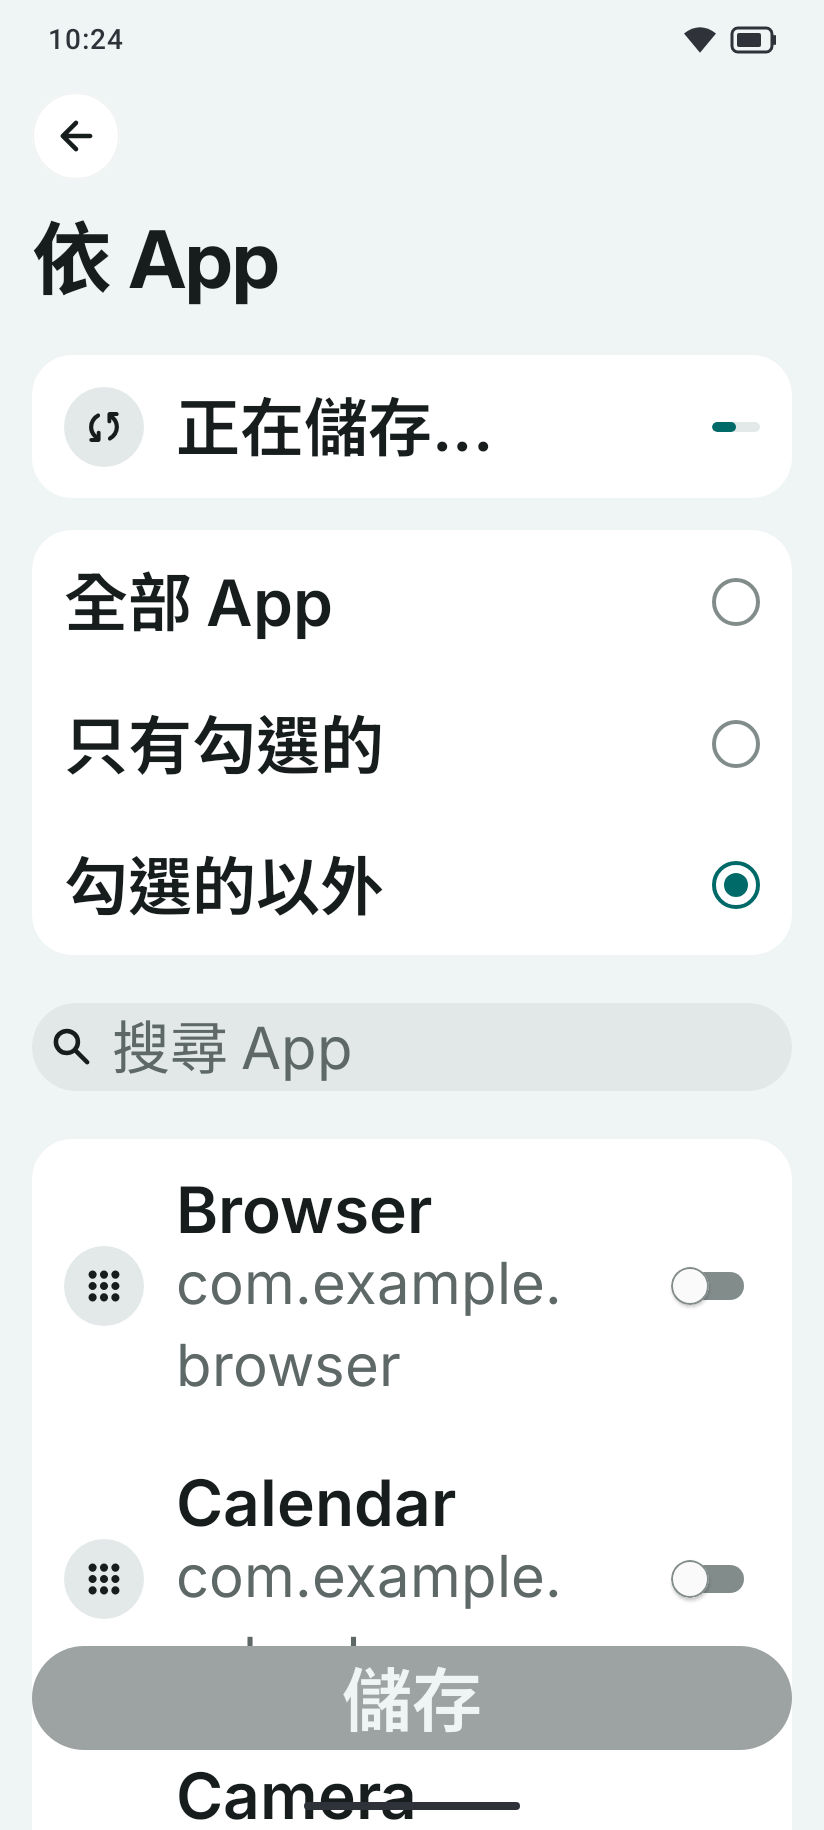 10:24
依 App
正在儲存...
全部 App
只有勾選的
勾選的以外
搜尋 App
Browser
com.example.
browser
Calendar
com.example.
儲存
Camera